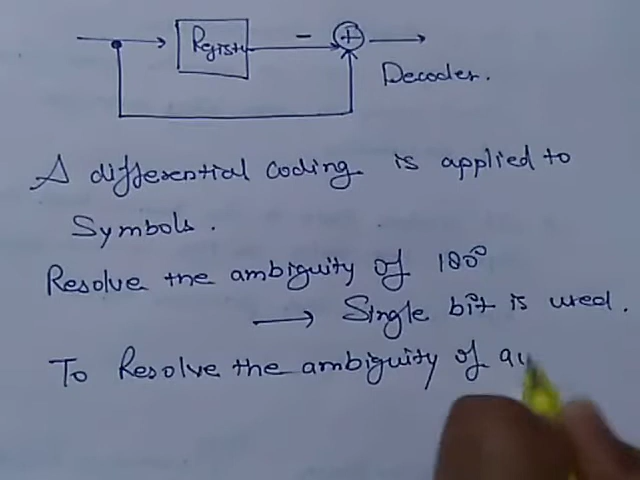 Register
− +
Decoder.
A differential coding is applied to
Symbols.
Resolve the ambiguity of 180°
→ Single bit is used.
To Resolve the ambiguity of